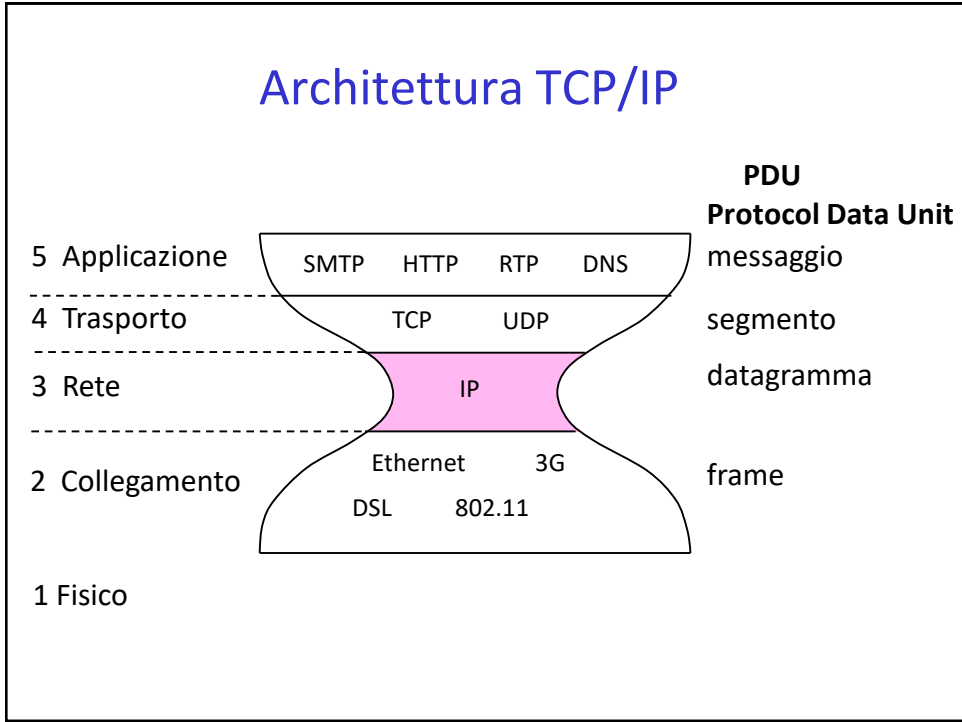 Architettura TCP/IP
PDU
Protocol Data Unit
5 Applicazione
SMTP HTTP RTP DNS
messaggio
4 Trasporto
TCP UDP
segmento
3 Rete
IP
datagramma
2 Collegamento
Ethernet 3G
DSL 802.11
frame
1 Fisico